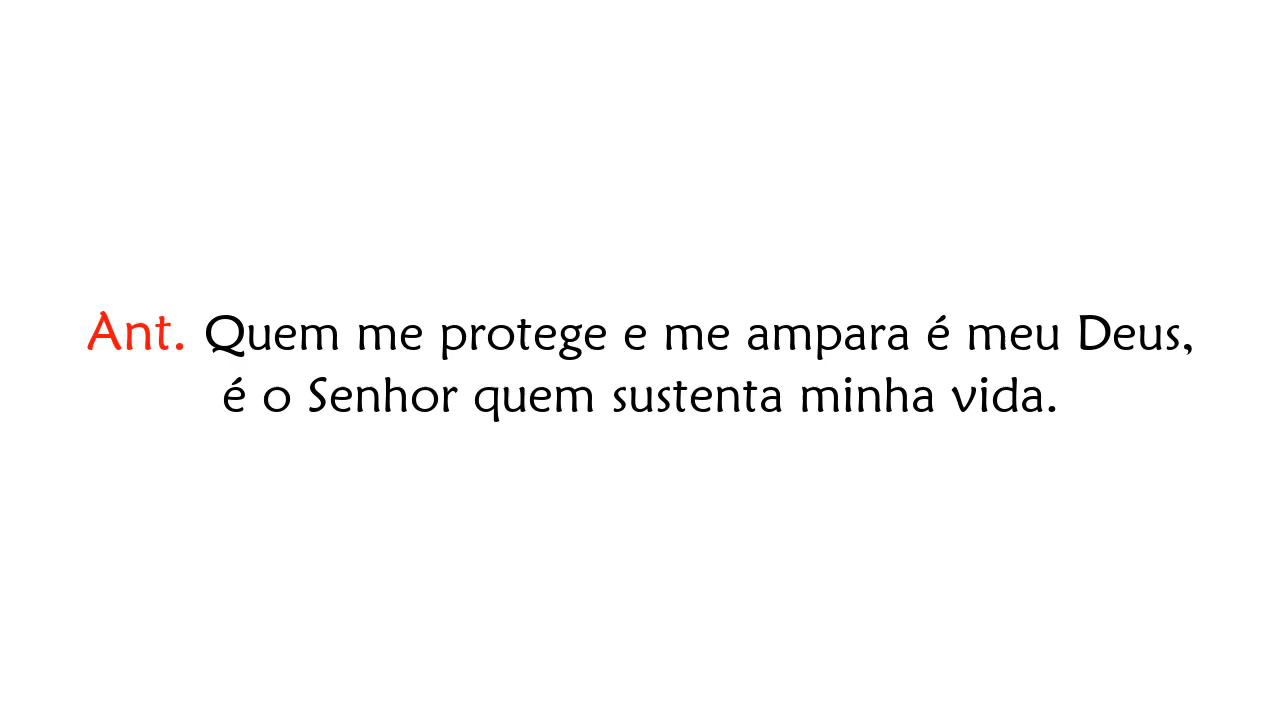 Ant. Quem me protege e me ampara é meu Deus,
é o Senhor quem sustenta minha vida.